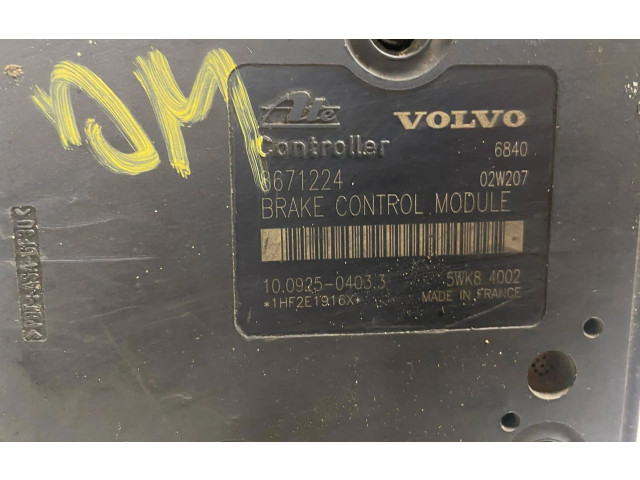 DM
Ate VOLVO
Controller 6840
8671224 02W207
BRAKE CONTROL MODULE
10.0925-0403.3 5WK8 4002
*1HF2E1916X* MADE IN FRANCE